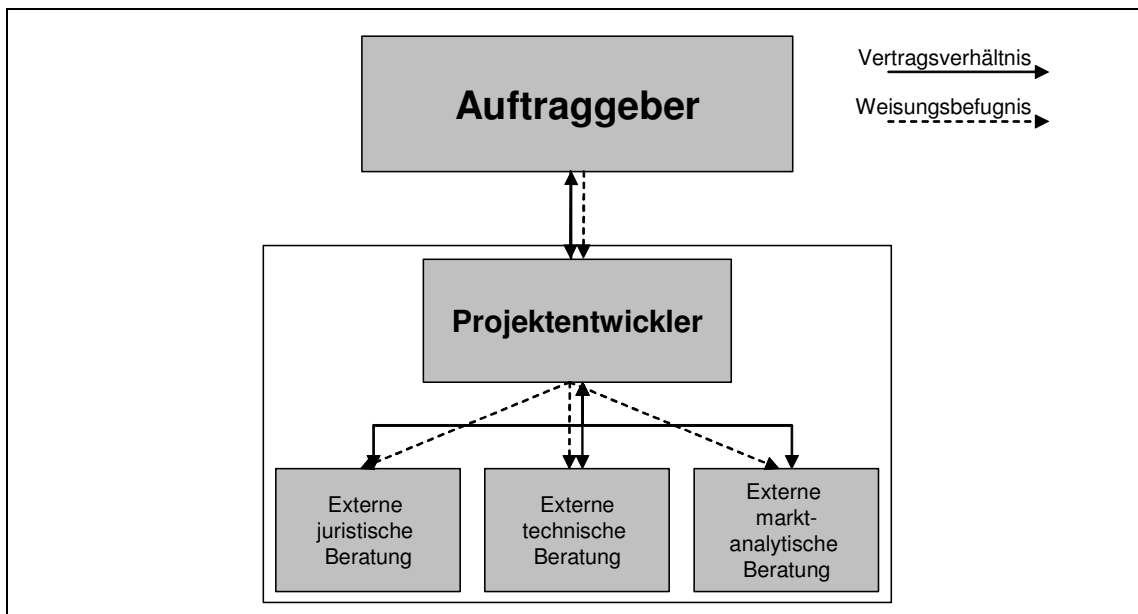 Auftraggeber
Vertragsverhältnis
Weisungsbefugnis
Projektentwickler
Externe
juristische
Beratung
Externe
technische
Beratung
Externe
markt-
analytische
Beratung